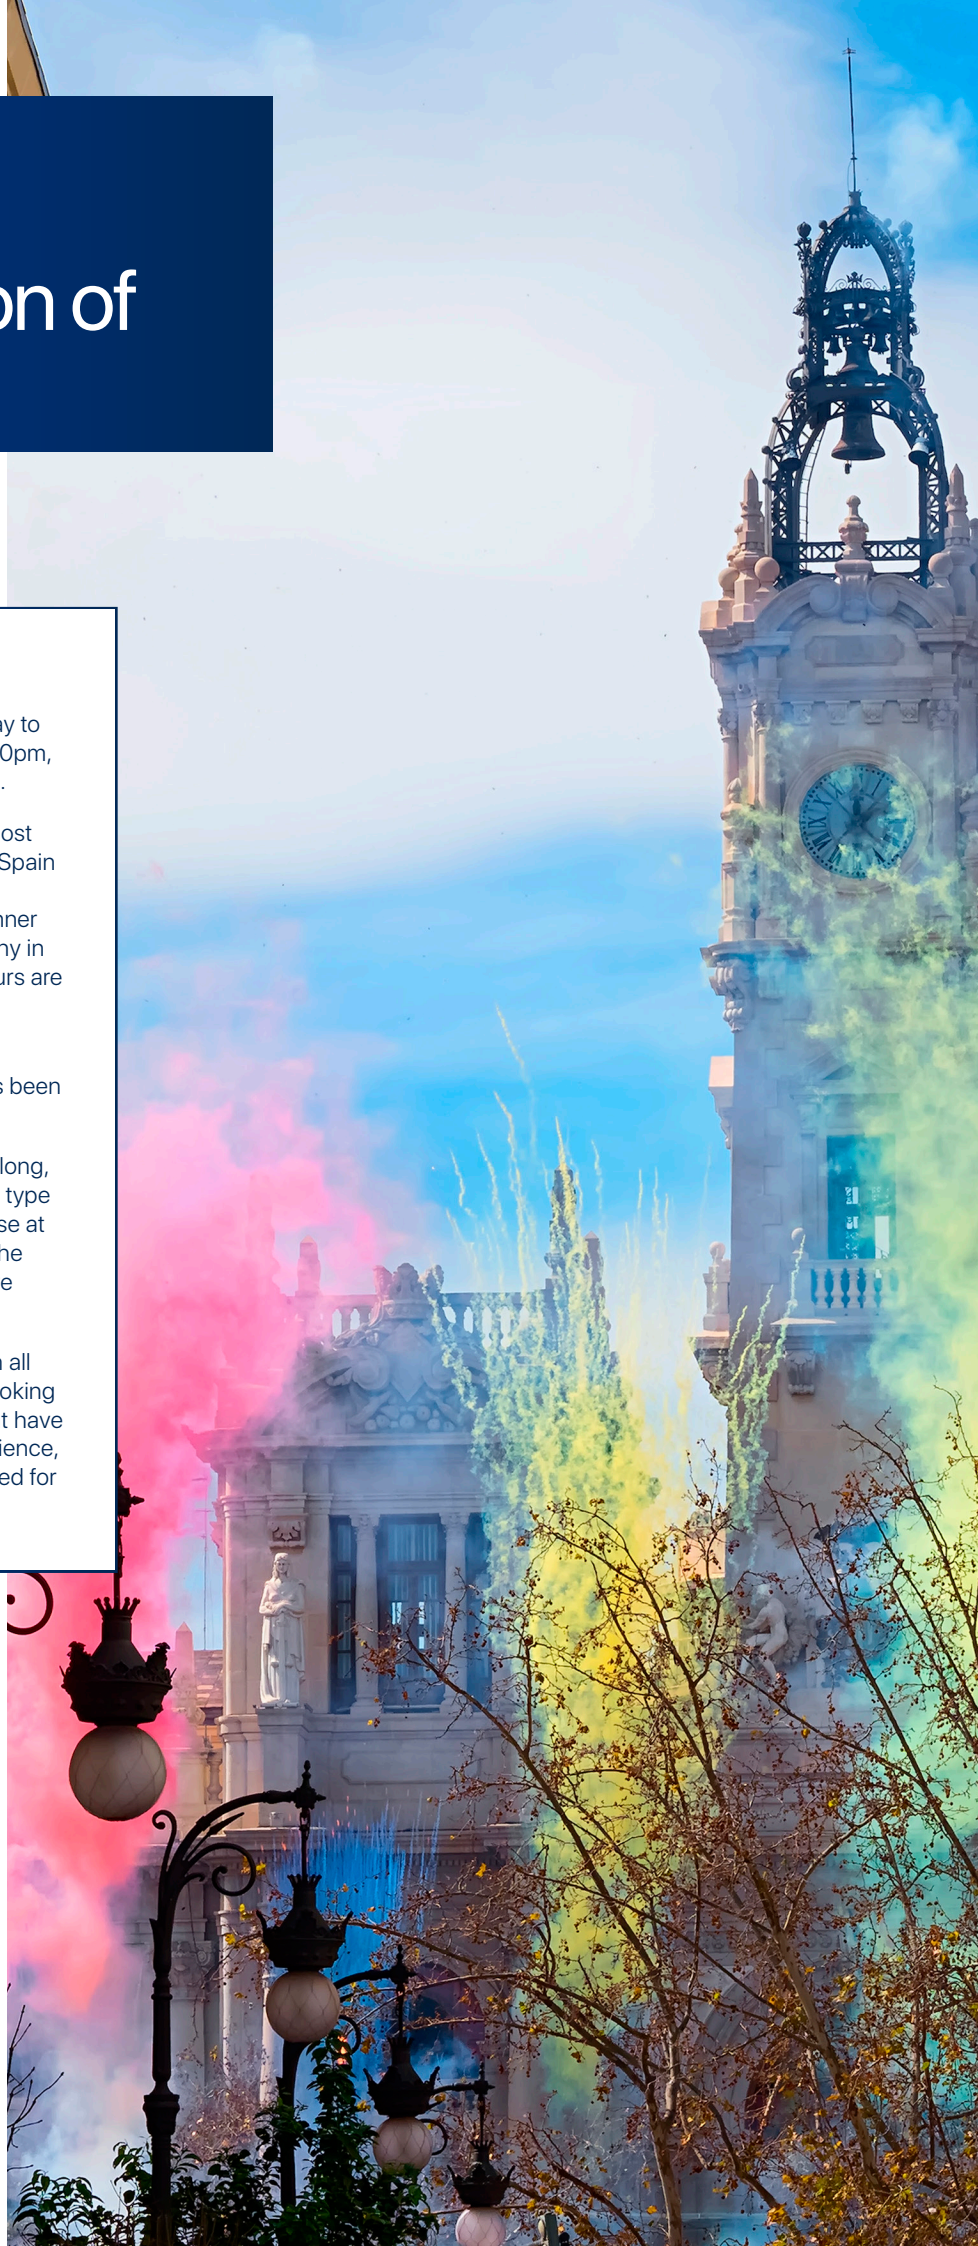 on of
ay to
0pm,
.
ost
Spain
nner
ny in
urs are
s been
long,
type
se at
he
e
all
oking
t have
ience,
ed for